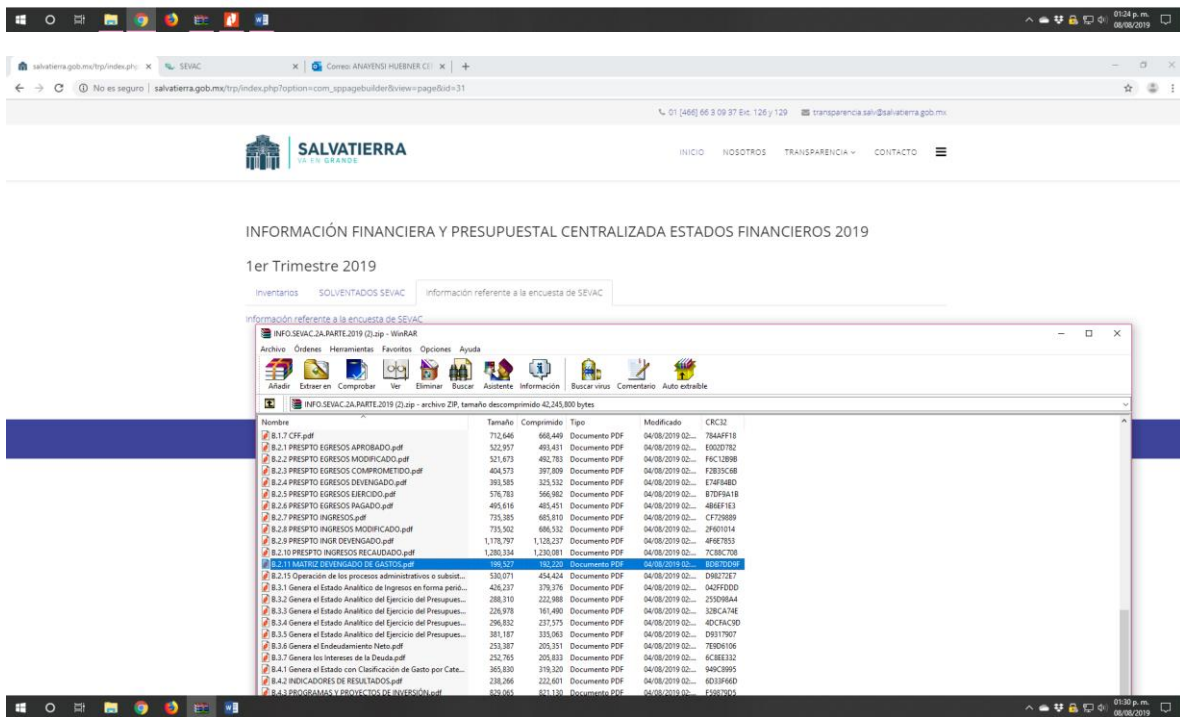 01:24 p. m.
08/08/2019
salvatierra.gob.mx/trp/index.php
SEVAC
Correo: ANAYENSI HUEBNER CE
No es seguro | salvatierra.gob.mx/trp/index.php?option=com_sppagebuilder&view=page&id=31
01 [466] 66 3 09 37 Ext. 126 y 129 transparencia.salv@salvatierra.gob.mx
SALVATIERRA
VA EN GRANDE
INICIO NOSOTROS TRANSPARENCIA CONTACTO
INFORMACIÓN FINANCIERA Y PRESUPUESTAL CENTRALIZADA ESTADOS FINANCIEROS 2019
1er Trimestre 2019
Inventarios SOLVENTADOS SEVAC Información referente a la encuesta de SEVAC
Información referente a la encuesta de SEVAC
INFO.SEVAC.2A.PARTE.2019 (2).zip - WinRAR
Archivo Órdenes Herramientas Favoritos Opciones Ayuda
Añadir Extraer en Comprobar Ver Eliminar Buscar Asistente Información Buscar virus Comentario Auto extraíble
INFO.SEVAC.2A.PARTE.2019 (2).zip - archivo ZIP, tamaño descomprimido 42,245,800 bytes
Nombre Tamaño Comprimido Tipo Modificado CRC32
B.1.7 CFF.pdf 712,646 668,449 Documento PDF 04/08/2019 02:... 784AFF18
B.2.1 PRESPTO EGRESOS APROBADO.pdf 522,957 493,431 Documento PDF 04/08/2019 02:... E002D782
B.2.2 PRESPTO EGRESOS MODIFICADO.pdf 521,673 492,783 Documento PDF 04/08/2019 02:... F6C12B9B
B.2.3 PRESPTO EGRESOS COMPROMETIDO.pdf 404,573 397,809 Documento PDF 04/08/2019 02:... F2B35C6B
B.2.4 PRESPTO EGRESOS DEVENGADO.pdf 393,585 325,532 Documento PDF 04/08/2019 02:... E74F84BD
B.2.5 PRESPTO EGRESOS EJERCIDO.pdf 576,783 566,982 Documento PDF 04/08/2019 02:... B7DF9A1B
B.2.6 PRESPTO EGRESOS PAGADO.pdf 495,616 485,451 Documento PDF 04/08/2019 02:... 4B6EF1E3
B.2.7 PRESPTO INGRESOS.pdf 735,385 685,810 Documento PDF 04/08/2019 02:... CF729889
B.2.8 PRESPTO INGRESOS MODIFICADO.pdf 735,502 686,532 Documento PDF 04/08/2019 02:... 2F601014
B.2.9 PRESPTO INGR DEVENGADO.pdf 1,178,797 1,128,237 Documento PDF 04/08/2019 02:... 4F6E7853
B.2.10 PRESPTO INGRESOS RECAUDADO.pdf 1,280,334 1,230,081 Documento PDF 04/08/2019 02:... 7C88C708
B.2.11 MATRIZ DEVENGADO DE GASTOS.pdf 199,527 192,220 Documento PDF 04/08/2019 02:... BDB7DD9F
B.2.15 Operación de los procesos administrativos o subsist... 530,071 454,424 Documento PDF 04/08/2019 02:... D98272E7
B.3.1 Genera el Estado Analítico de Ingresos en forma perió... 426,237 379,376 Documento PDF 04/08/2019 02:... 042FFDDD
B.3.2 Genera el Estado Analítico del Ejercicio del Presupues... 288,310 222,988 Documento PDF 04/08/2019 02:... 255D98A4
B.3.3 Genera el Estado Analítico del Ejercicio del Presupues... 226,978 161,490 Documento PDF 04/08/2019 02:... 32BCA74E
B.3.4 Genera el Estado Analítico del Ejercicio del Presupues... 296,832 237,575 Documento PDF 04/08/2019 02:... 4DCFAC9D
B.3.5 Genera el Estado Analítico del Ejercicio del Presupues... 381,187 335,063 Documento PDF 04/08/2019 02:... D9317907
B.3.6 Genera el Endeudamiento Neto.pdf 253,387 205,351 Documento PDF 04/08/2019 02:... 7E9D6106
B.3.7 Genera los Intereses de la Deuda.pdf 252,765 205,833 Documento PDF 04/08/2019 02:... 6C8EE332
B.4.1 Genera el Estado con Clasificación de Gasto por Cate... 365,830 319,320 Documento PDF 04/08/2019 02:... 949C8995
B.4.2 INDICADORES DE RESULTADOS.pdf 238,266 222,601 Documento PDF 04/08/2019 02:... 6D33F66D
B.4.3 PROGRAMAS Y PROYECTOS DE INVERSIÓN.pdf 829,065 821,130 Documento PDF 04/08/2019 02:... F59879D5
01:30 p. m.
08/08/2019